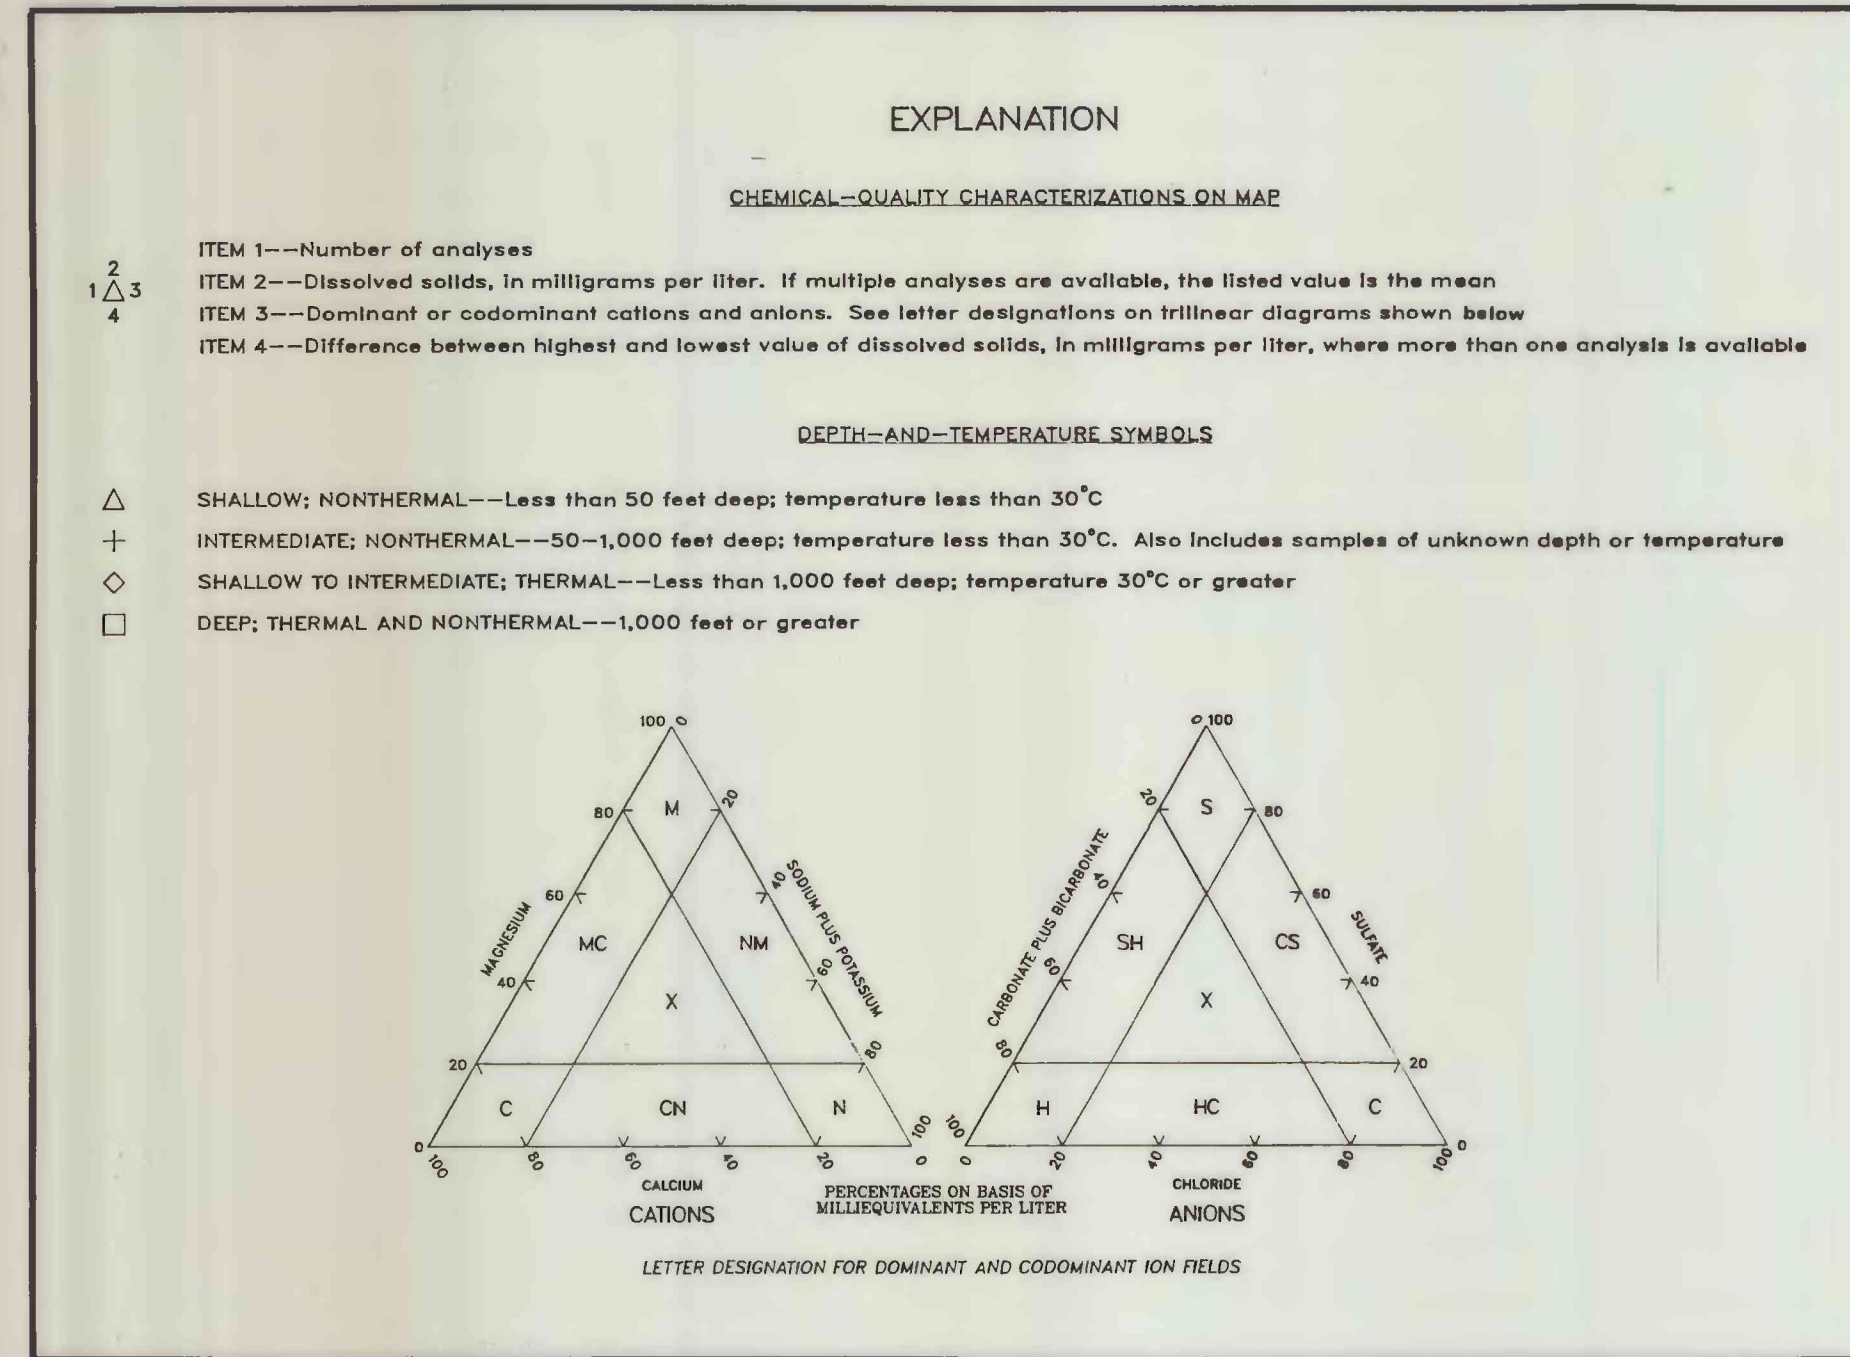 EXPLANATION
CHEMICAL-QUALITY CHARACTERIZATIONS ON MAP
ITEM 1--Number of analyses
2
1 △ 3
4
ITEM 2--Dissolved solids, in milligrams per liter. If multiple analyses are available, the listed value is the mean
ITEM 3--Dominant or codominant cations and anions. See letter designations on trilinear diagrams shown below
ITEM 4--Difference between highest and lowest value of dissolved solids, in milligrams per liter, where more than one analysis is available
DEPTH-AND-TEMPERATURE SYMBOLS
△ SHALLOW; NONTHERMAL--Less than 50 feet deep; temperature less than 30°C
+ INTERMEDIATE; NONTHERMAL--50-1,000 feet deep; temperature less than 30°C. Also includes samples of unknown depth or temperature
◇ SHALLOW TO INTERMEDIATE; THERMAL--Less than 1,000 feet deep; temperature 30°C or greater
□ DEEP; THERMAL AND NONTHERMAL--1,000 feet or greater
100 0
80 M 20
60 40
MAGNESIUM
SODIUM PLUS POTASSIUM
MC NM
40 60
X
20 80
C CN N
0 100
100 80 60 40 20 0
CALCIUM
CATIONS
0 100
20 S 80
40 60
CARBONATE PLUS BICARBONATE
SULFATE
SH CS
60 40
X
80 20
H HC C
100 0
0 20 40 60 80 100
CHLORIDE
ANIONS
PERCENTAGES ON BASIS OF
MILLIEQUIVALENTS PER LITER
LETTER DESIGNATION FOR DOMINANT AND CODOMINANT ION FIELDS